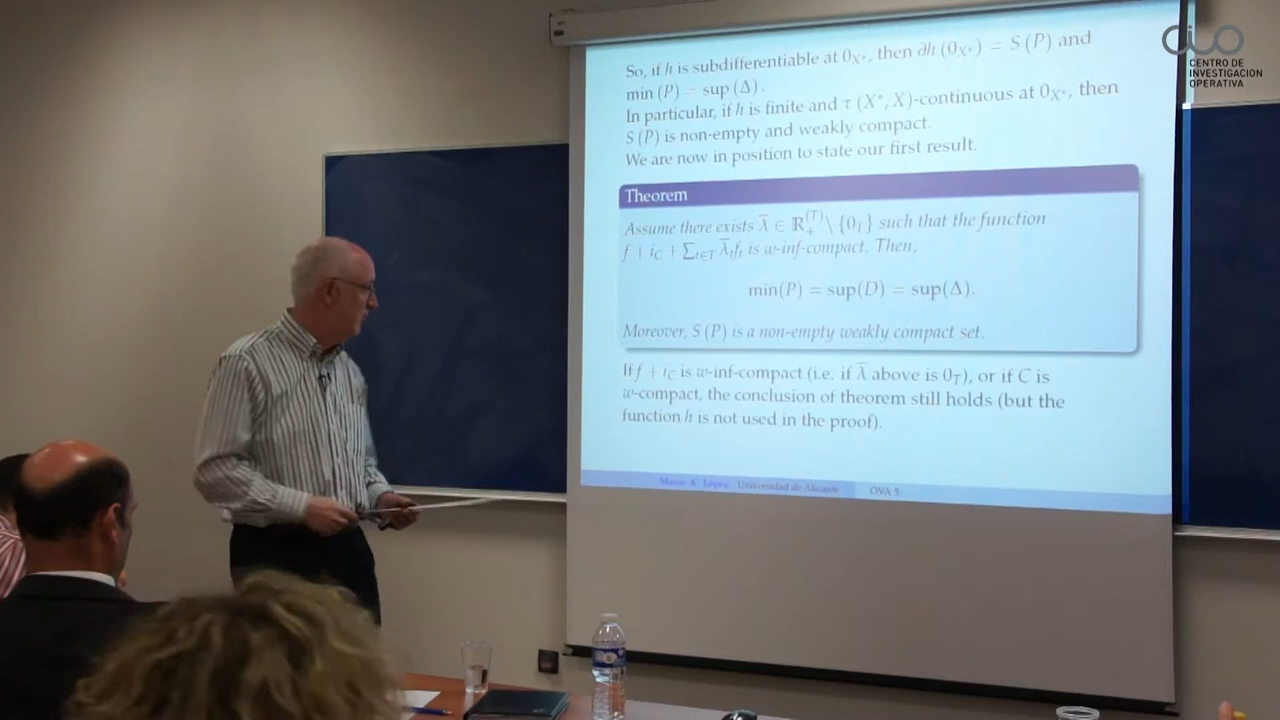 So, if h is subdifferentiable at 0_{X*}, then ∂h (0_{X*}) = S (P) and
min (P) = sup (Δ).
In particular, if h is finite and τ (X*, X)-continuous at 0_{X*}, then
S (P) is non-empty and weakly compact.
We are now in position to state our first result.
Theorem
Assume there exists λ̄ ∈ ℝ₊^{(T)} \ {0_T} such that the function
f + i_C + ∑_{t∈T} λ̄_t f_t is w-inf-compact. Then,
min(P) = sup(D) = sup(Δ).
Moreover, S (P) is a non-empty weakly compact set.
If f + i_C is w-inf-compact (i.e. if λ̄ above is 0_T), or if C is
w-compact, the conclusion of theorem still holds (but the
function h is not used in the proof).
Marco A. López Universidad de Alicante OVA 5
CIO
CENTRO DE
INVESTIGACION
OPERATIVA